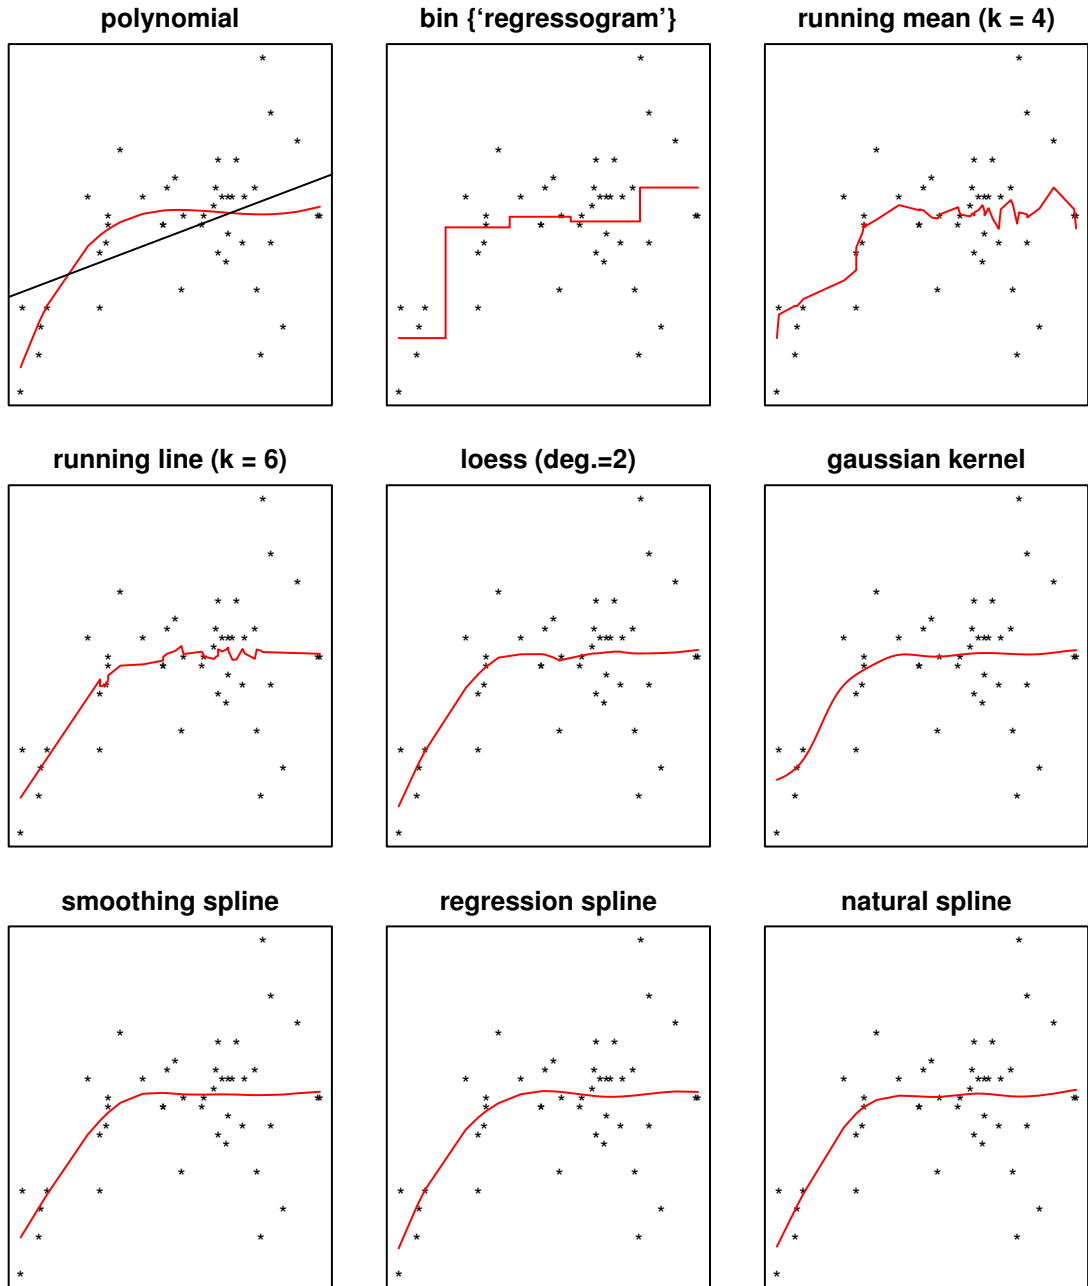 polynomial
bin {‘regressogram’}
running mean (k = 4)
running line (k = 6)
loess (deg.=2)
gaussian kernel
smoothing spline
regression spline
natural spline